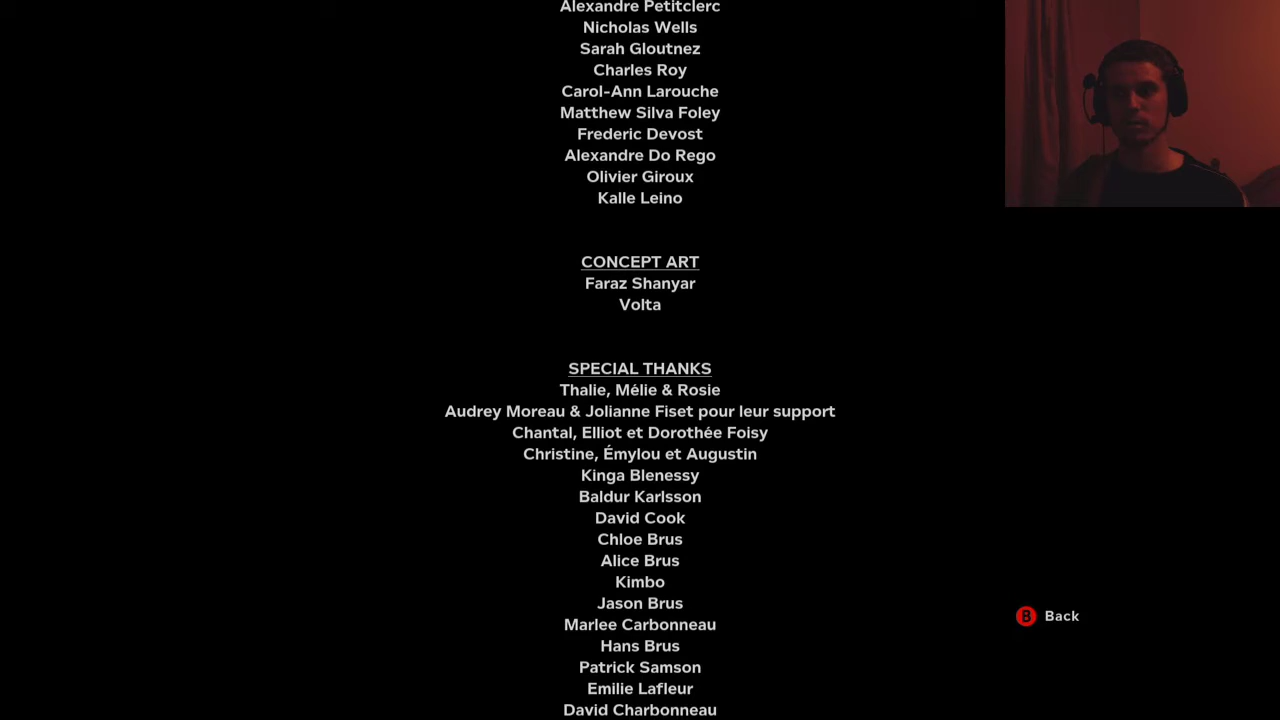 Alexandre Petitclerc
Nicholas Wells
Sarah Gloutnez
Charles Roy
Carol-Ann Larouche
Matthew Silva Foley
Frederic Devost
Alexandre Do Rego
Olivier Giroux
Kalle Leino
CONCEPT ART
Faraz Shanyar
Volta
SPECIAL THANKS
Thalie, Mélie & Rosie
Audrey Moreau & Jolianne Fiset pour leur support
Chantal, Elliot et Dorothée Foisy
Christine, Émylou et Augustin
Kinga Blenessy
Baldur Karlsson
David Cook
Chloe Brus
Alice Brus
Kimbo
Jason Brus
Marlee Carbonneau
Hans Brus
Patrick Samson
Emilie Lafleur
David Charbonneau
B Back